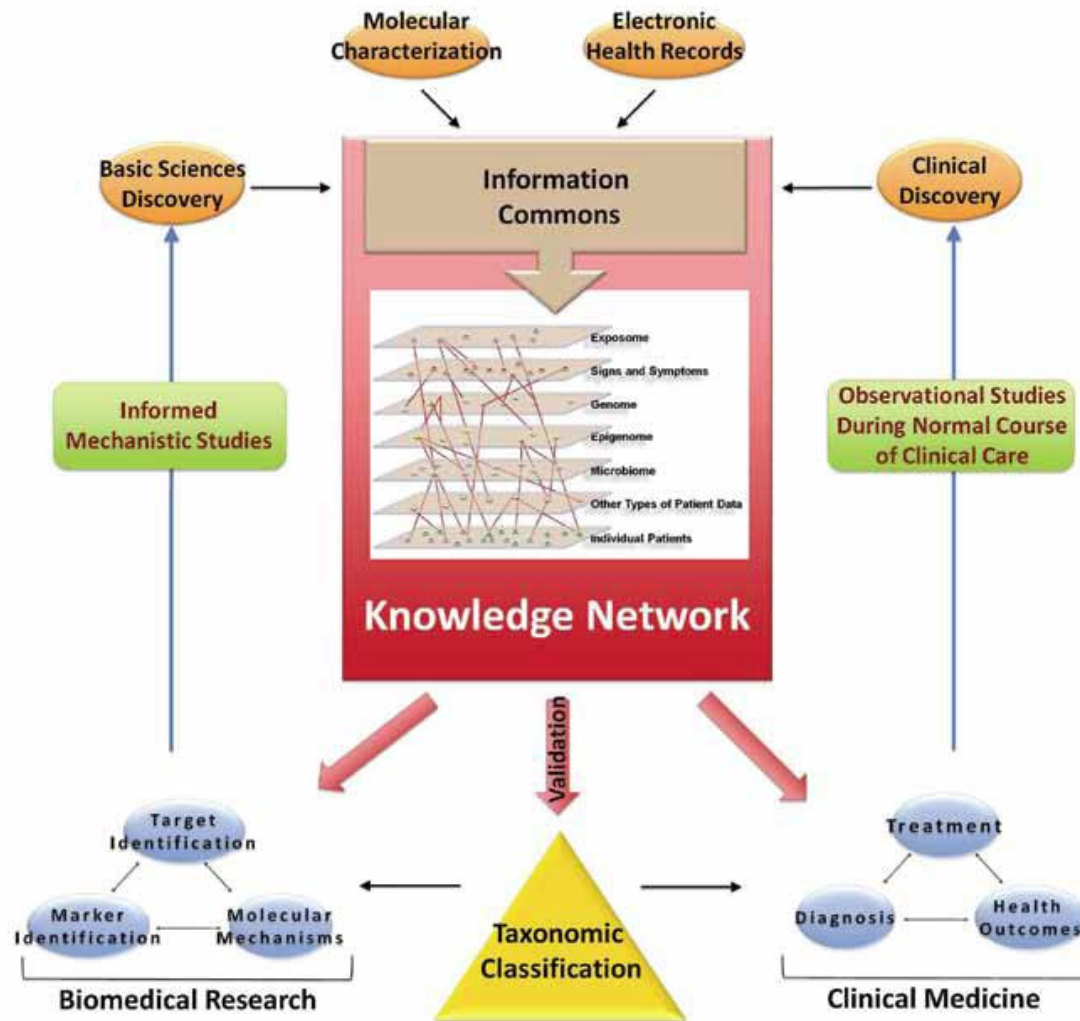 Molecular
Characterization
Electronic
Health Records
Basic Sciences
Discovery
Information
Commons
Clinical
Discovery
Exposome
Signs and Symptoms
Genome
Epigenome
Microbiome
Other Types of Patient Data
Individual Patients
Informed
Mechanistic Studies
Observational Studies
During Normal Course
of Clinical Care
Knowledge Network
Validation
Target
Identification
Marker
Identification
Molecular
Mechanisms
Biomedical Research
Taxonomic
Classification
Treatment
Diagnosis
Health
Outcomes
Clinical Medicine